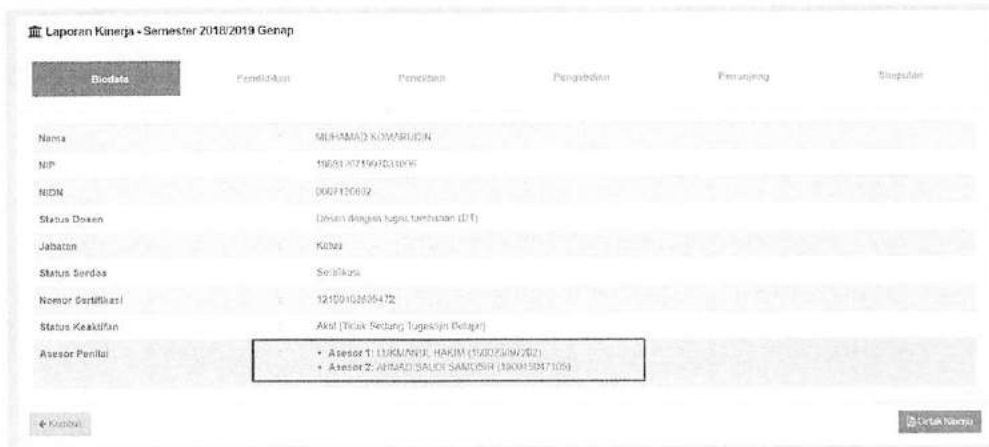 Laporan Kinerja - Semester 2018/2019 Genap
Biodata Pendidikan Penelitian Pengabdian Penunjang Simpulan
Nama : MUHAMAD KOMARUDIN
NIP
NIDN
Status Dosen : Dosen dengan tugas tambahan (DT)
Jabatan : Ketua
Status Serdos : Sertifikasi
Nomor Sertifikasi
Status Keaktifan : Aktif (Tidak Sedang Tugas/Ijin Belajar)
Asesor Penilai
• Asesor 1: LUKMANUL HAKIM
• Asesor 2: AHMAD SAUDI SAMOSIR
Kembali Cetak Kinerja